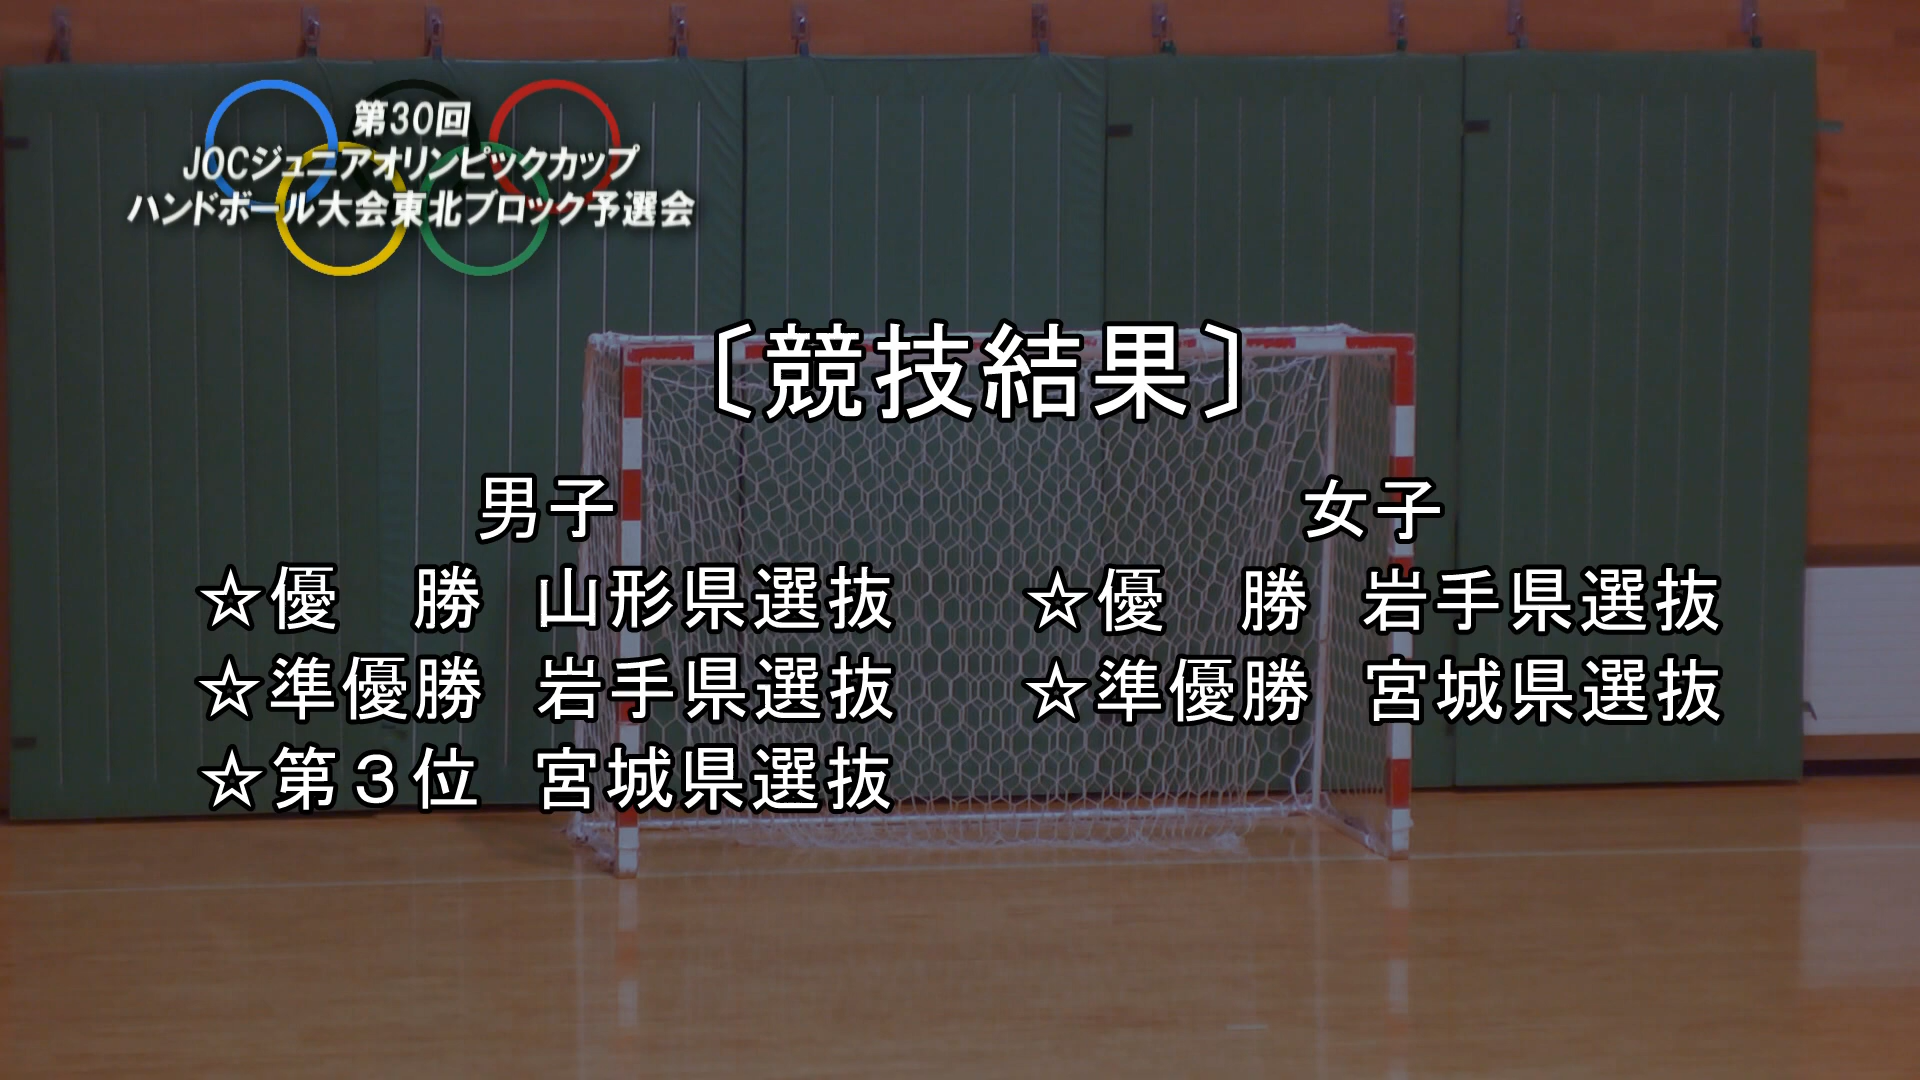 第30回
JOCジュニアオリンピックカップ
ハンドボール大会東北ブロック予選会
〔競技結果〕
男子
☆優　勝　山形県選抜
☆準優勝　岩手県選抜
☆第３位　宮城県選抜
女子
☆優　勝　岩手県選抜
☆準優勝　宮城県選抜